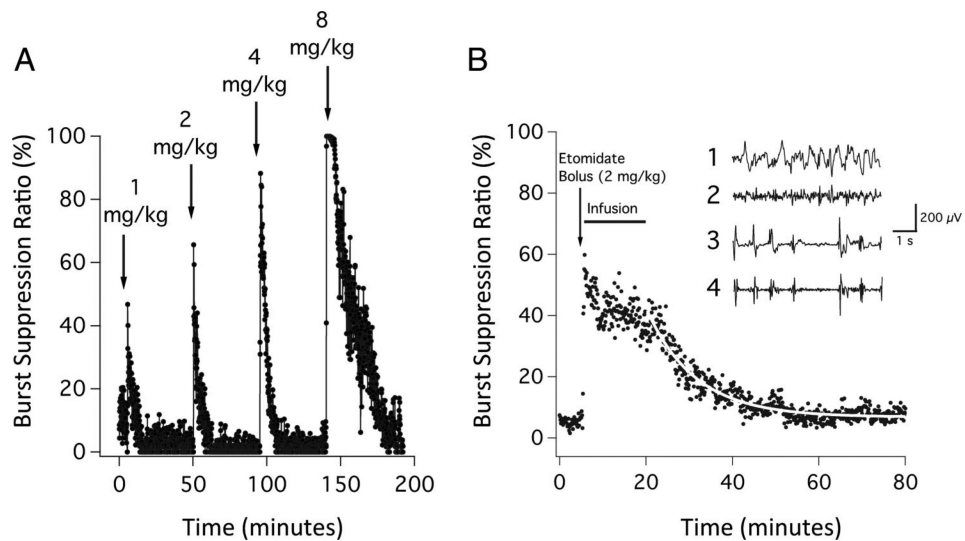 A
1
mg/kg
2
mg/kg
4
mg/kg
8
mg/kg
Burst Suppression Ratio (%)
100
80
60
40
20
0
0 50 100 150 200
Time (minutes)
B
Burst Suppression Ratio (%)
100
80
60
40
20
0
Etomidate
Bolus (2 mg/kg)
Infusion
1
2
3
4
200 µV
1 s
0 20 40 60 80
Time (minutes)